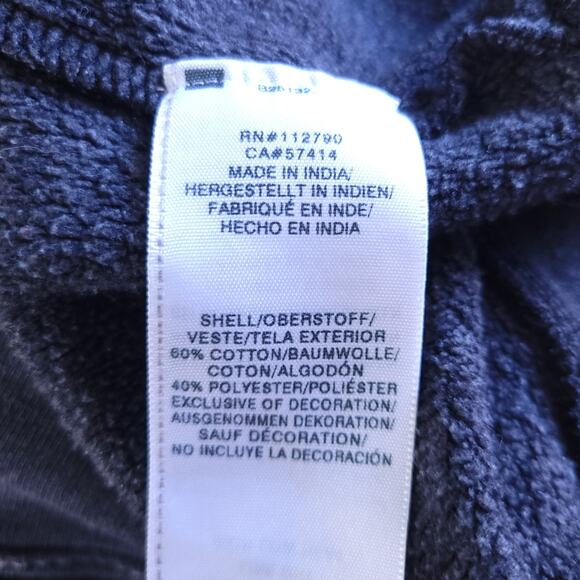 RN#112790
CA#57414
MADE IN INDIA/
HERGESTELLT IN INDIEN/
FABRIQUÉ EN INDE/
HECHO EN INDIA
SHELL/OBERSTOFF/
VESTE/TELA EXTERIOR
60% COTTON/BAUMWOLLE/
COTON/ALGODÓN
40% POLYESTER/POLIÉSTER
EXCLUSIVE OF DECORATION/
AUSGENOMMEN DEKORATION/
SAUF DÉCORATION/
NO INCLUYE LA DECORACIÓN